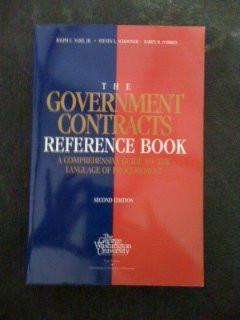 RALPH C. NASH, JR. • STEVEN L. SCHOONER • KAREN R. O'BRIEN
THE
GOVERNMENT
CONTRACTS
REFERENCE BOOK
A COMPREHENSIVE GUIDE TO THE
LANGUAGE OF PROCUREMENT
SECOND EDITION
The
George
Washington
University